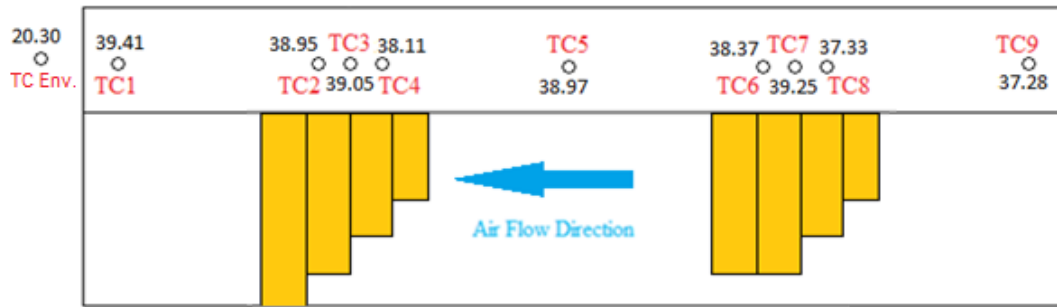 20.30
TC Env.
39.41
TC1
38.95 TC3 38.11
TC2 39.05 TC4
TC5
38.97
38.37 TC7 37.33
TC6 39.25 TC8
TC9
37.28
Air Flow Direction